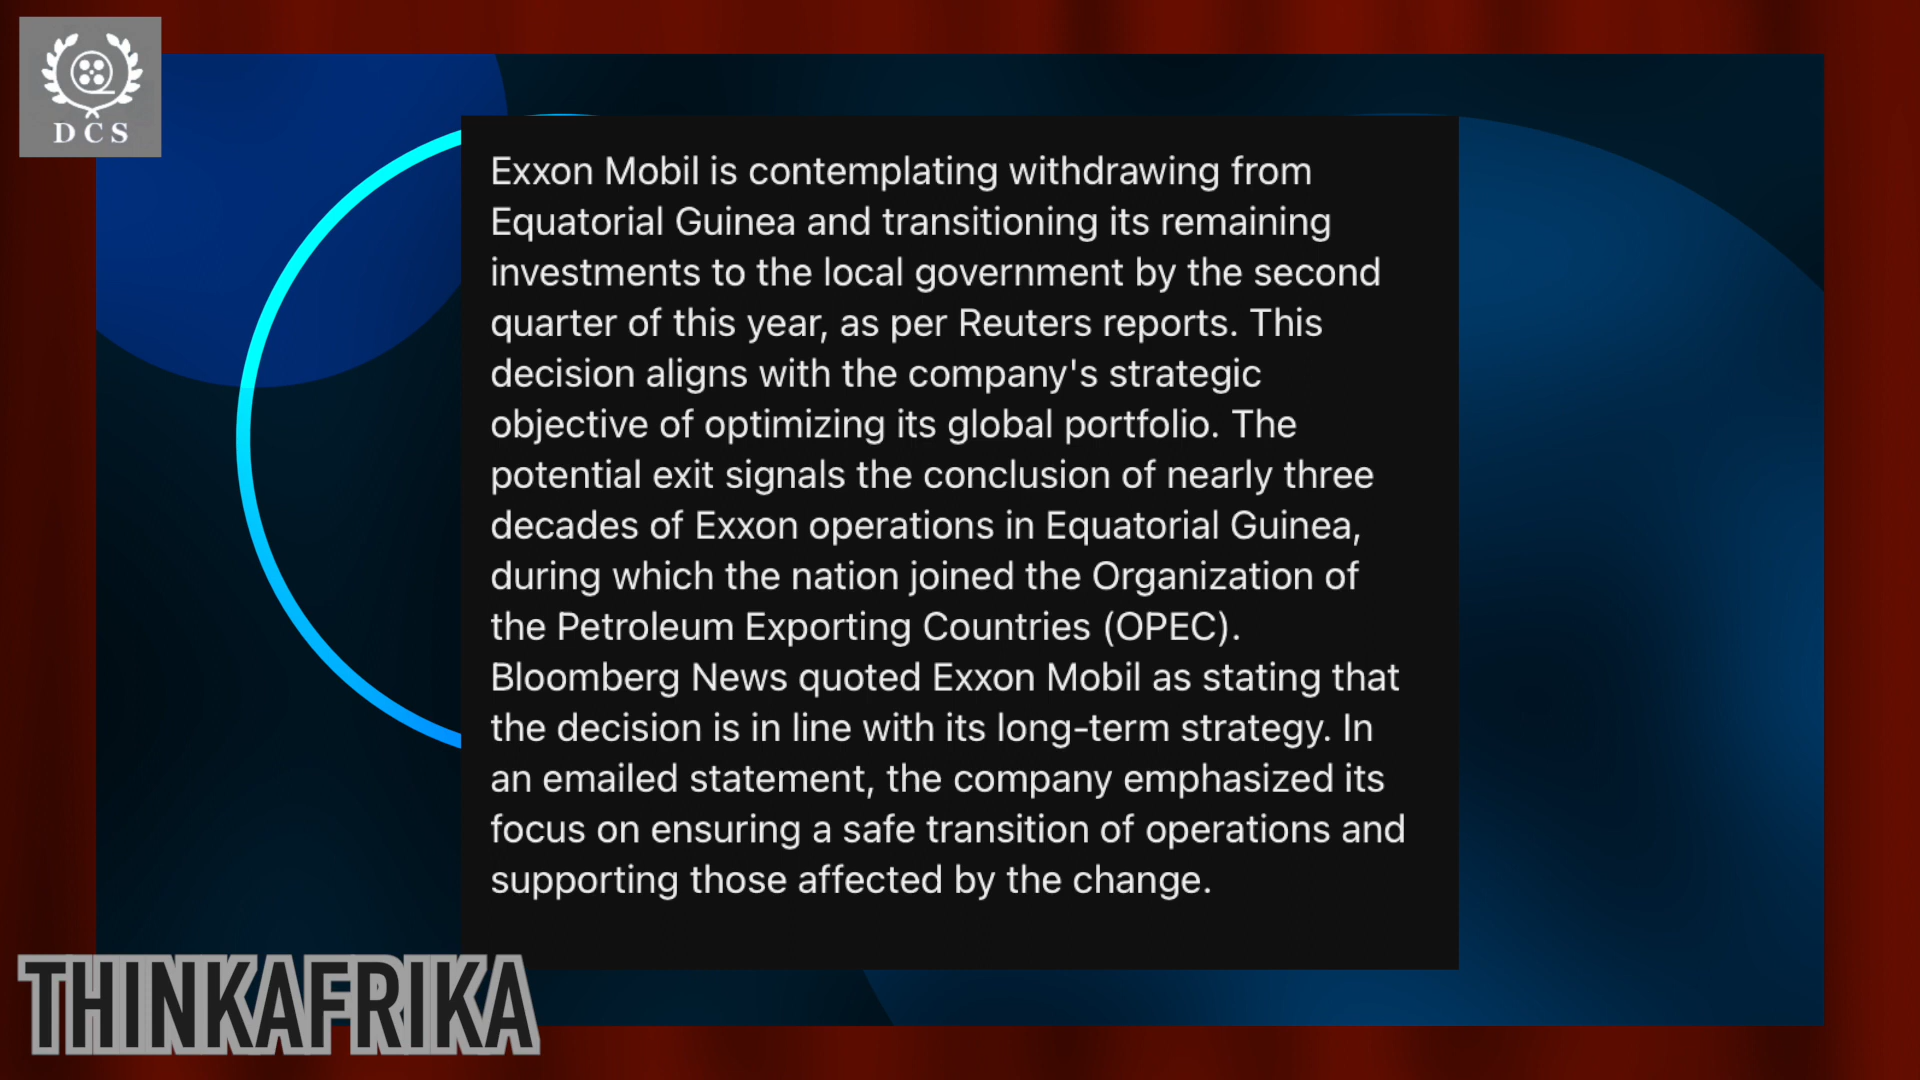 DCS
Exxon Mobil is contemplating withdrawing from
Equatorial Guinea and transitioning its remaining
investments to the local government by the second
quarter of this year, as per Reuters reports. This
decision aligns with the company's strategic
objective of optimizing its global portfolio. The
potential exit signals the conclusion of nearly three
decades of Exxon operations in Equatorial Guinea,
during which the nation joined the Organization of
the Petroleum Exporting Countries (OPEC).
Bloomberg News quoted Exxon Mobil as stating that
the decision is in line with its long-term strategy. In
an emailed statement, the company emphasized its
focus on ensuring a safe transition of operations and
supporting those affected by the change.
THINKAFRIKA